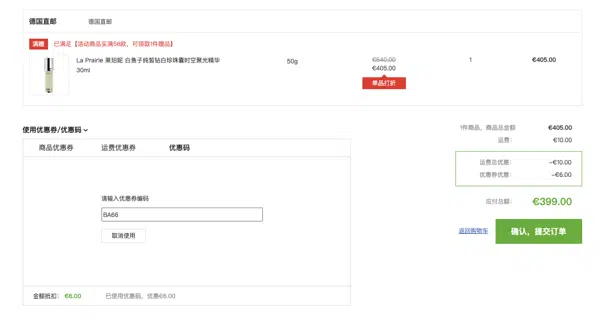 德国直邮 德国直邮
满赠 已满足【活动商品买满58欧，可领取1件赠品】
La Prairie 莱珀妮 白鱼子纯皙钻白珍珠囊时空聚光精华 50g €540.00 1 €405.00
30ml €405.00
单品打折
使用优惠券/优惠码
商品优惠券 运费优惠券 优惠码
请输入优惠券编码
BA66
取消使用
金额抵扣： €6.00 已使用优惠码，优惠€6.00
1件商品，商品总金额 €405.00
运费： €10.00
运费总优惠： -€10.00
优惠券优惠： -€6.00
应付总额： €399.00
返回购物车 确认，提交订单